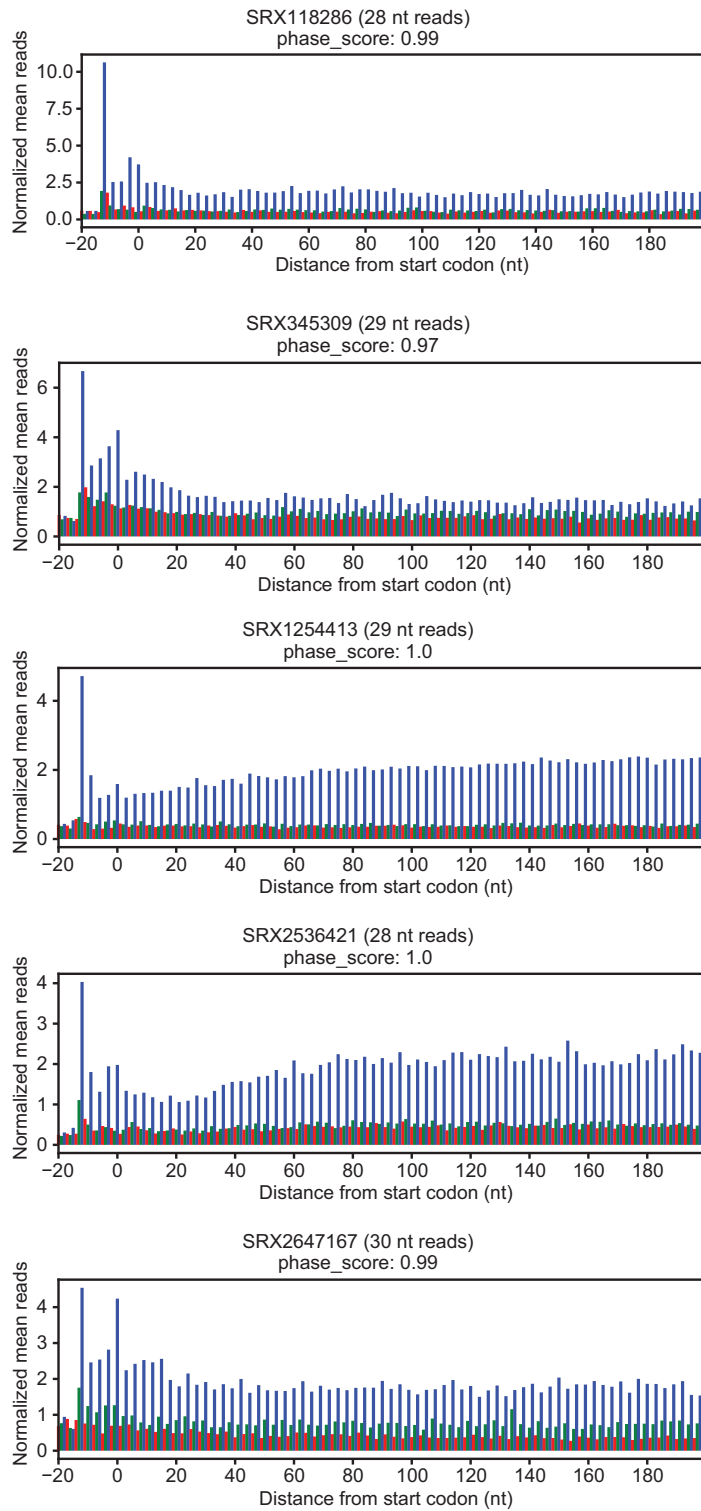 SRX118286 (28 nt reads)
phase_score: 0.99
Normalized mean reads
10.0
7.5
5.0
2.5
0.0
−20 0 20 40 60 80 100 120 140 160 180
Distance from start codon (nt)
SRX345309 (29 nt reads)
phase_score: 0.97
Normalized mean reads
6
4
2
0
−20 0 20 40 60 80 100 120 140 160 180
Distance from start codon (nt)
SRX1254413 (29 nt reads)
phase_score: 1.0
Normalized mean reads
4
2
0
−20 0 20 40 60 80 100 120 140 160 180
Distance from start codon (nt)
SRX2536421 (28 nt reads)
phase_score: 1.0
Normalized mean reads
4
3
2
1
0
−20 0 20 40 60 80 100 120 140 160 180
Distance from start codon (nt)
SRX2647167 (30 nt reads)
phase_score: 0.99
Normalized mean reads
4
3
2
1
0
−20 0 20 40 60 80 100 120 140 160 180
Distance from start codon (nt)